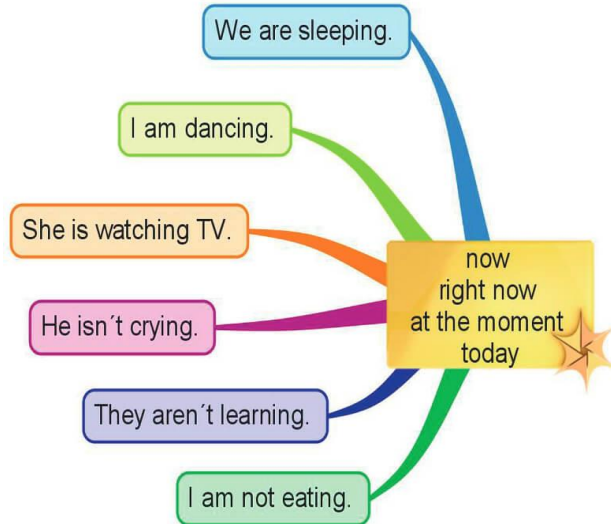 We are sleeping.
I am dancing.
She is watching TV.
He isn´t crying.
They aren´t learning.
I am not eating.
now
right now
at the moment
today